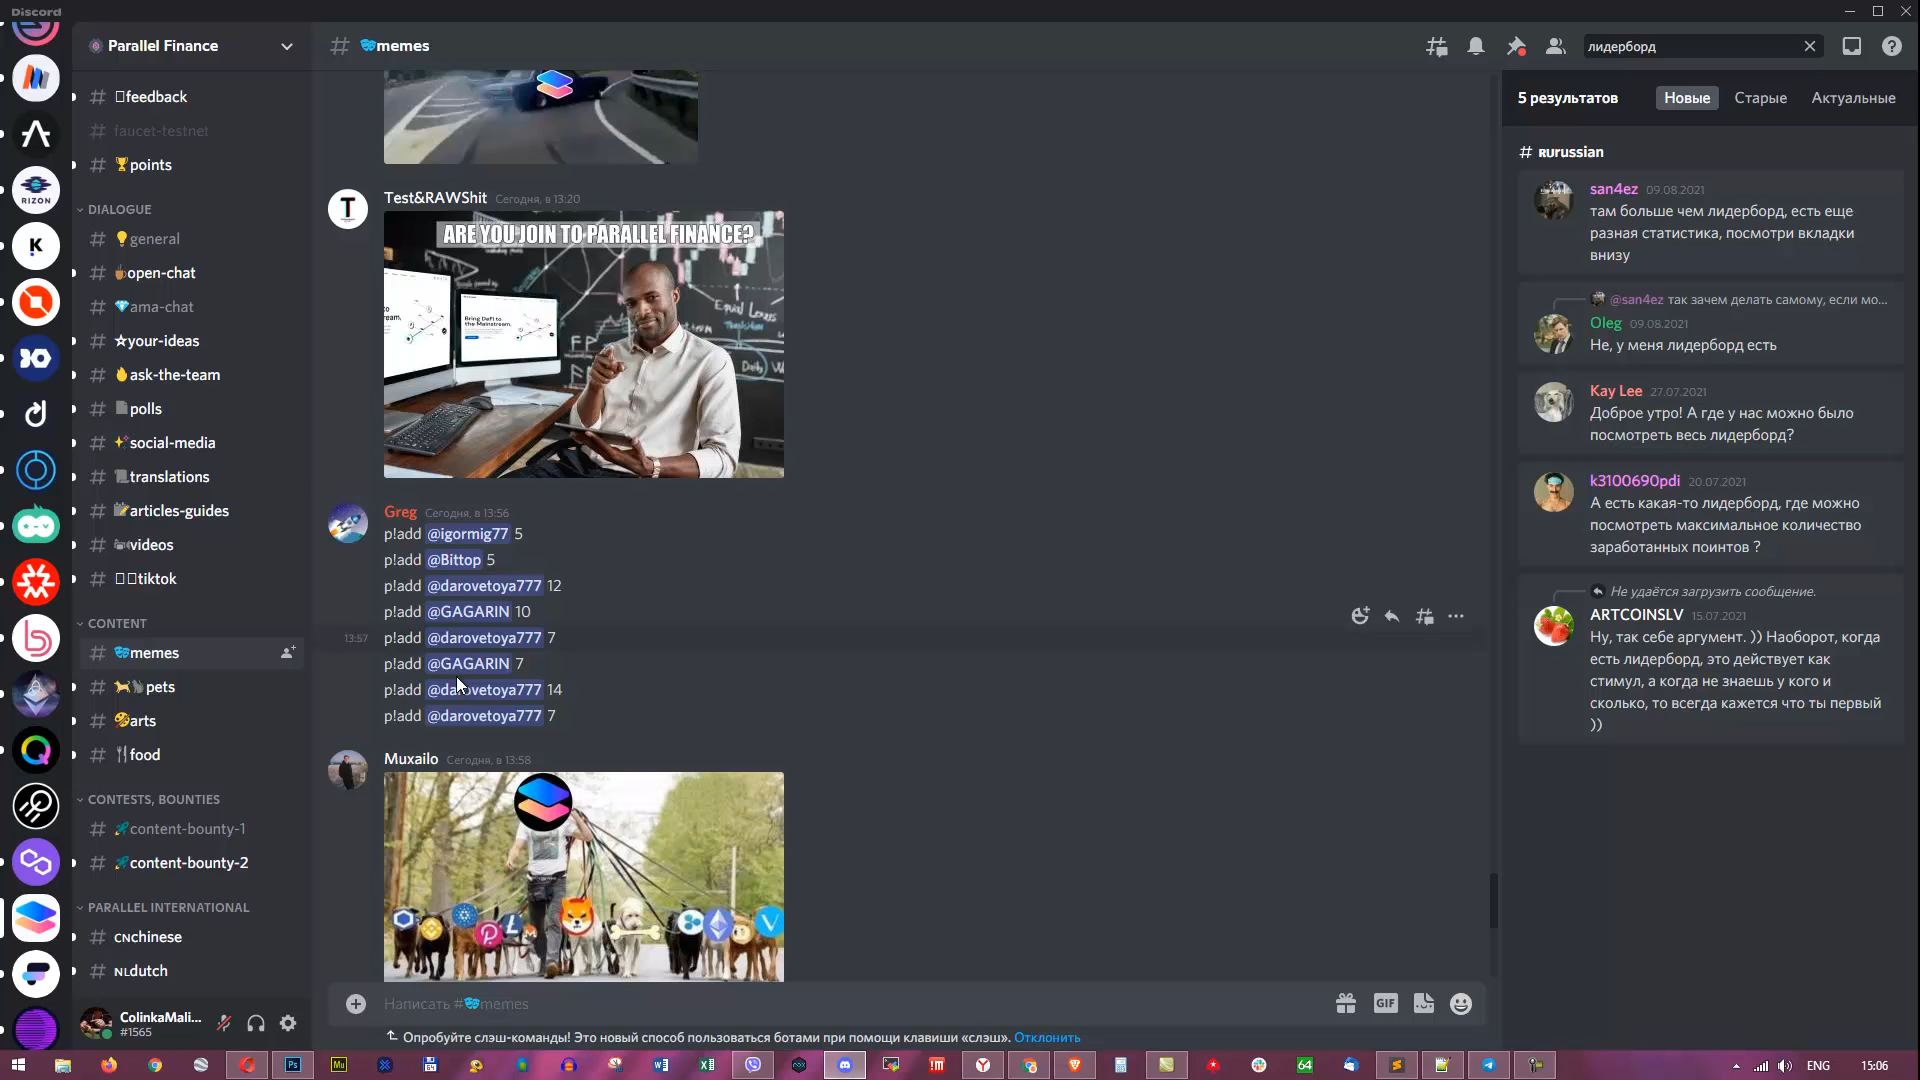 Discord
Parallel Finance
feedback
faucet-testnet
points
DIALOGUE
general
open-chat
ama-chat
your-ideas
ask-the-team
polls
social-media
translations
articles-guides
videos
tiktok
CONTENT
memes
pets
arts
food
CONTESTS, BOUNTIES
content-bounty-1
content-bounty-2
PARALLEL INTERNATIONAL
CNchinese
NLdutch
ColinkaMali...
#1565
RIZON
memes
Test&RAWShit Сегодня, в 13:20
ARE YOU JOIN TO PARALLEL FINANCE?
Bring DeFi to
the Mainstream.
Greg Сегодня, в 13:56
p!add @igormig77 5
p!add @Bittop 5
p!add @darovetoya777 12
p!add @GAGARIN 10
13:57 p!add @darovetoya777 7
p!add @GAGARIN 7
p!add @darovetoya777 14
p!add @darovetoya777 7
Muxailo Сегодня, в 13:58
Написать #memes
GIF
Опробуйте слэш-команды! Это новый способ пользоваться ботами при помощи клавиши «слэш». Отклонить
лидерборд
5 результатов
Новые
Старые
Актуальные
# RUrussian
san4ez 09.08.2021
там больше чем лидерборд, есть еще
разная статистика, посмотри вкладки
внизу
@san4ez так зачем делать самому, если мо...
Oleg 09.08.2021
Не, у меня лидерборд есть
Kay Lee 27.07.2021
Доброе утро! А где у нас можно было
посмотреть весь лидерборд?
k3100690pdi 20.07.2021
А есть какая-то лидерборд, где можно
посмотреть максимальное количество
заработанных поинтов ?
Не удаётся загрузить сообщение.
ARTCOINSLV 15.07.2021
Ну, так себе аргумент. )) Наоборот, когда
есть лидерборд, это действует как
стимул, а когда не знаешь у кого и
сколько, то всегда кажется что ты первый
))
ENG
15:06